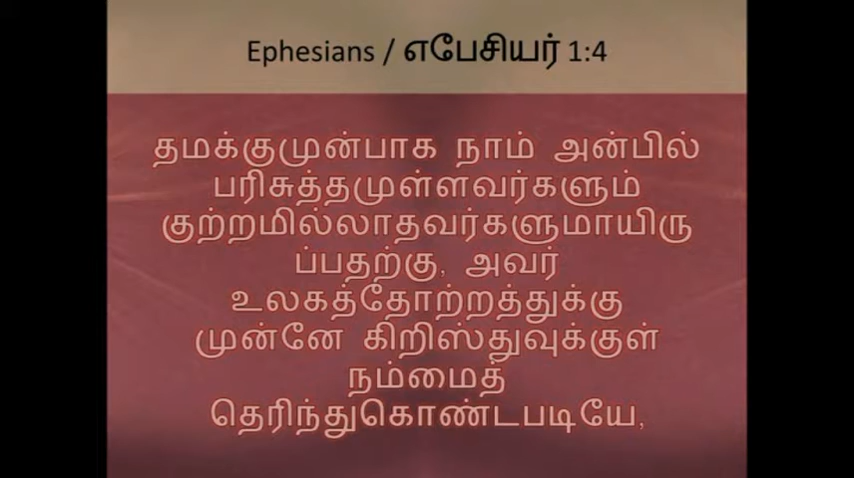 Ephesians / எபேசியர் 1:4
தமக்குமுன்பாக நாம் அன்பில்
பரிசுத்தமுள்ளவர்களும்
குற்றமில்லாதவர்களுமாயிரு
ப்பதற்கு, அவர்
உலகத்தோற்றத்துக்கு
முன்னே கிறிஸ்துவுக்குள்
நம்மைத்
தெரிந்துகொண்டபடியே,